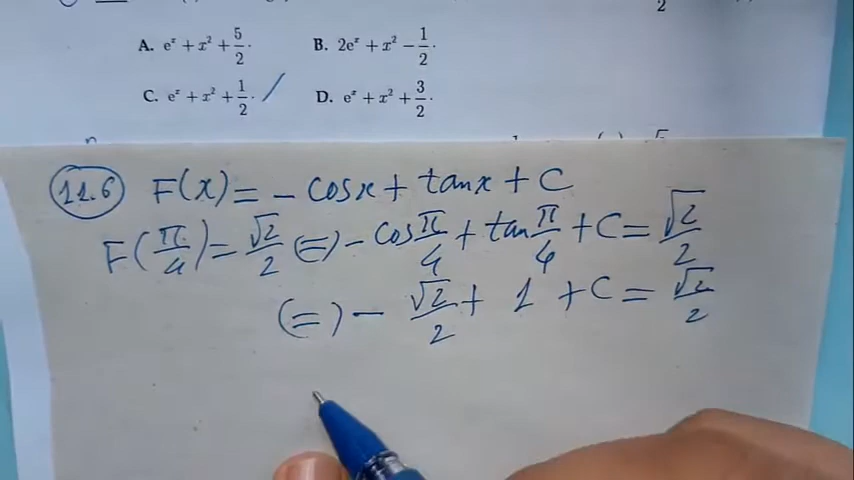 2
A. eˣ + x² + 5/2. B. 2eˣ + x² − 1/2.
C. eˣ + x² + 1/2. D. eˣ + x² + 3/2.
11.6 F(x) = − cosx + tanx + C
F(π/4) = √2/2 (=) − cos π/4 + tan π/4 + C = √2/2
(=) − √2/2 + 1 + C = √2/2